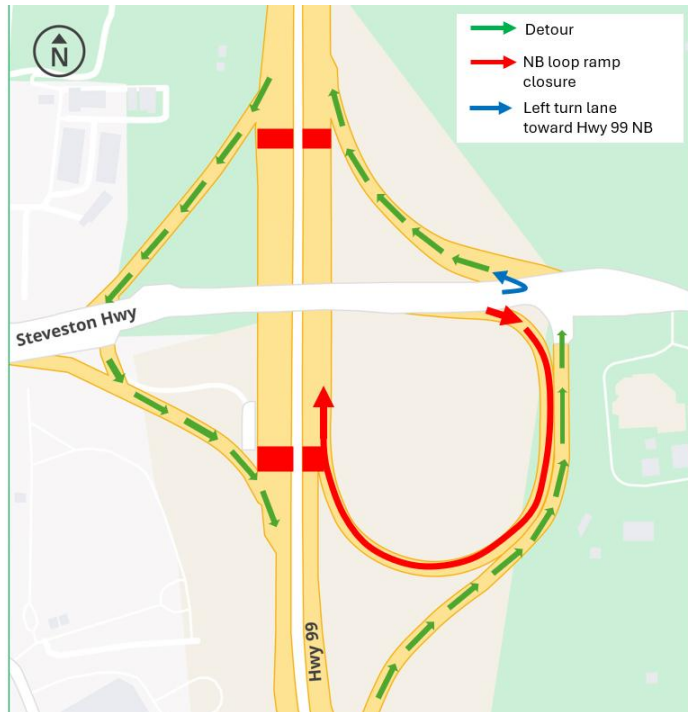 N
Detour
NB loop ramp
closure
Left turn lane
toward Hwy 99 NB
Steveston Hwy
Hwy 99